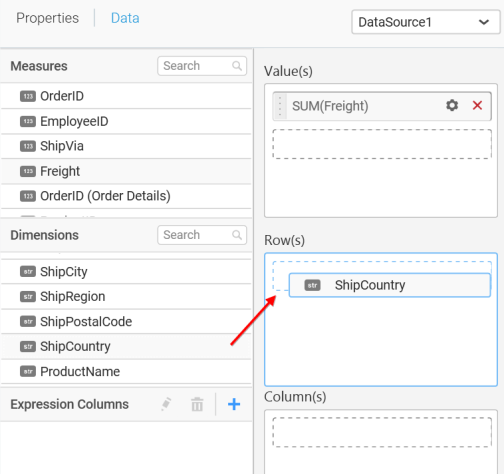 Properties
Data
DataSource1
Measures
Search
123 OrderID
123 EmployeeID
123 ShipVia
123 Freight
123 OrderID (Order Details)
Dimensions
Search
str ShipCity
str ShipRegion
str ShipPostalCode
str ShipCountry
str ProductName
Expression Columns
Value(s)
SUM(Freight)
Row(s)
str ShipCountry
Column(s)